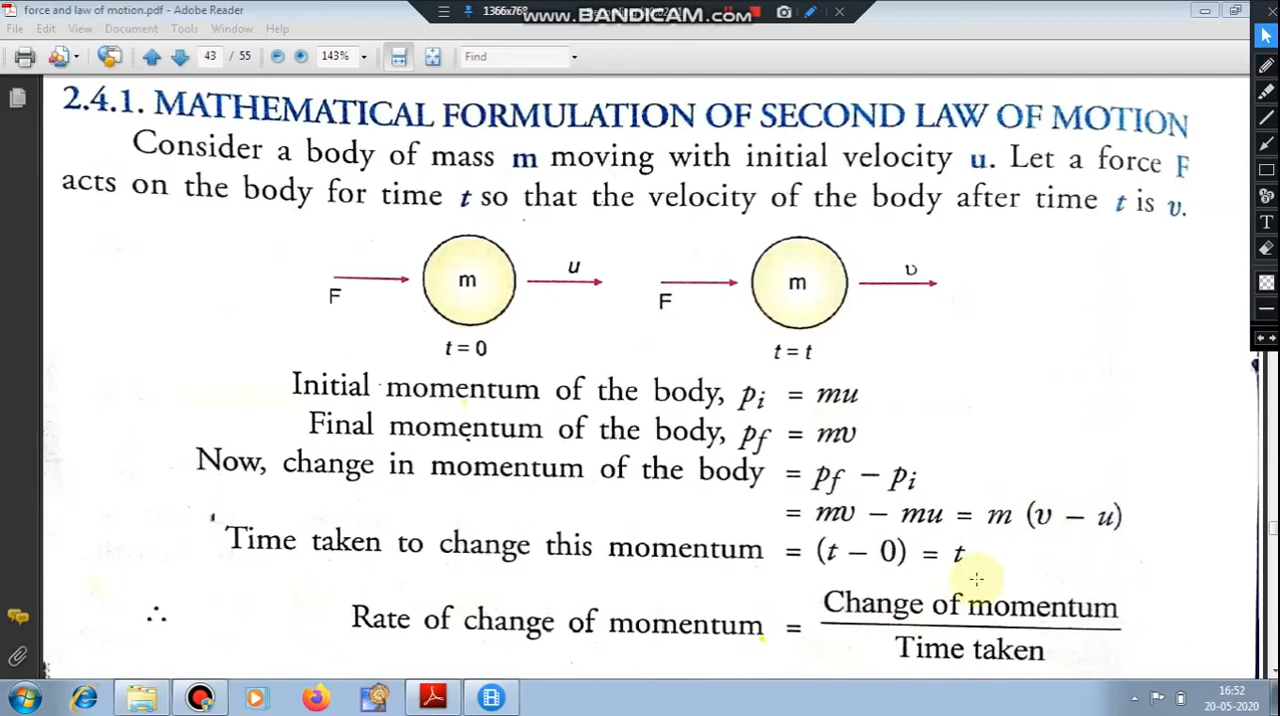 force and law of motion.pdf - Adobe Reader
1366x768
www.BANDICAM.com
File Edit View Document Tools Window Help
43 / 55 143% Find
2.4.1. MATHEMATICAL FORMULATION OF SECOND LAW OF MOTION
Consider a body of mass m moving with initial velocity u. Let a force F
acts on the body for time t so that the velocity of the body after time t is v.
F m u F m υ
t = 0 t = t
Initial momentum of the body, pi = mu
Final momentum of the body, pf = mv
Now, change in momentum of the body = pf − pi
= mv − mu = m (v − u)
Time taken to change this momentum = (t − 0) = t
∴ Rate of change of momentum = Change of momentum
Time taken
T
16:52
20-05-2020